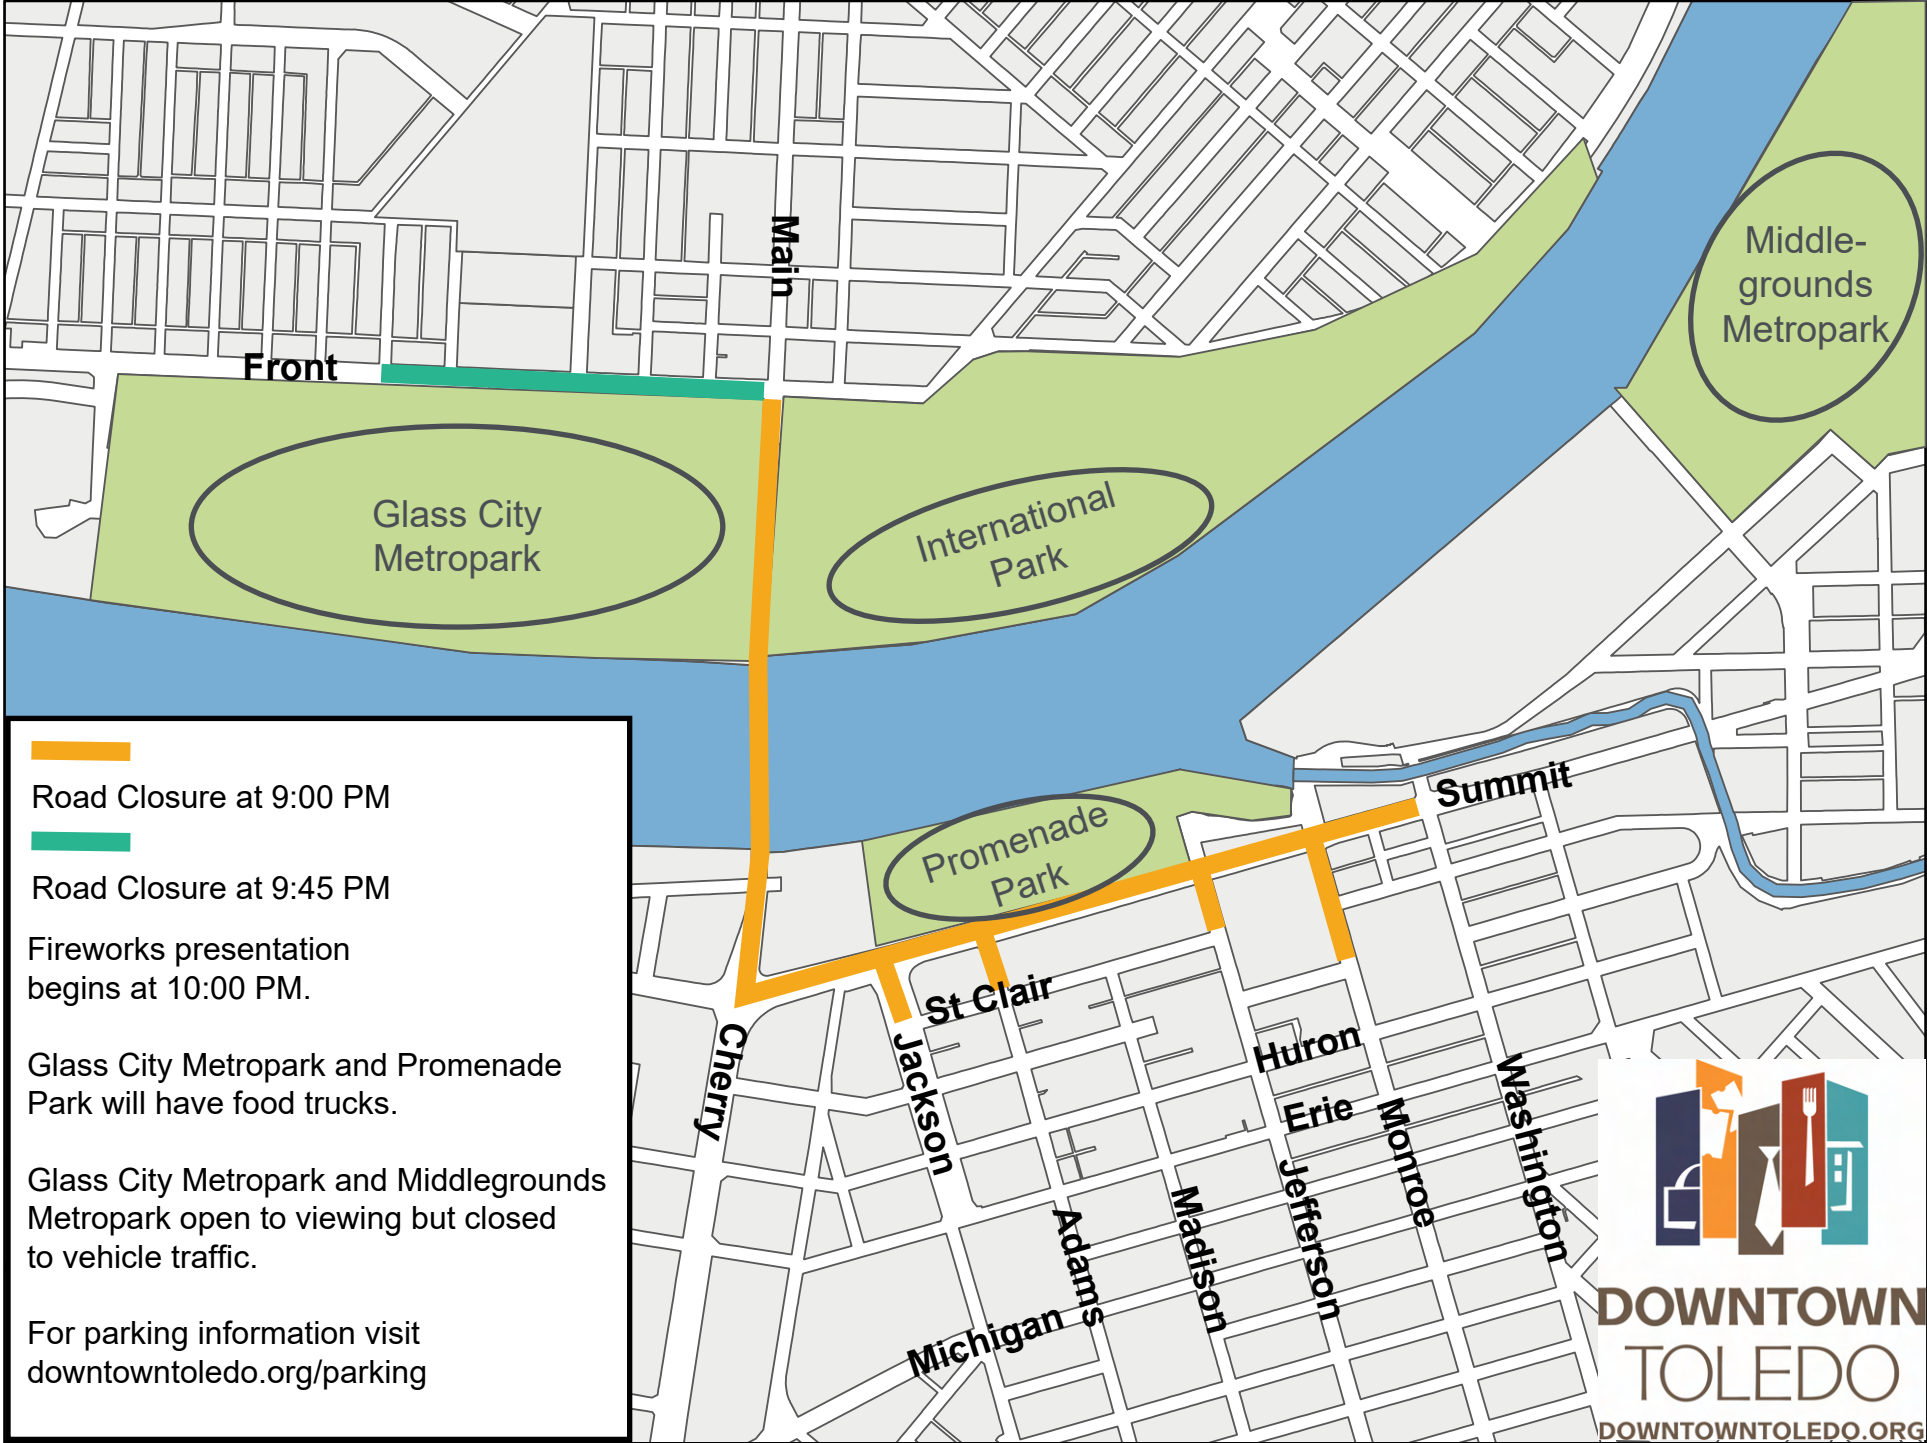 Main
Middle-
grounds
Metropark
Front
Glass City
Metropark
International
Park
Summit
Promenade
Park
St Clair
Cherry
Jackson
Huron
Erie
Monroe
Washington
Adams
Madison
Jefferson
Michigan
Road Closure at 9:00 PM
Road Closure at 9:45 PM
Fireworks presentation
begins at 10:00 PM.
Glass City Metropark and Promenade
Park will have food trucks.
Glass City Metropark and Middlegrounds
Metropark open to viewing but closed
to vehicle traffic.
For parking information visit
downtowntoledo.org/parking
DOWNTOWN
TOLEDO
DOWNTOWNTOLEDO.ORG